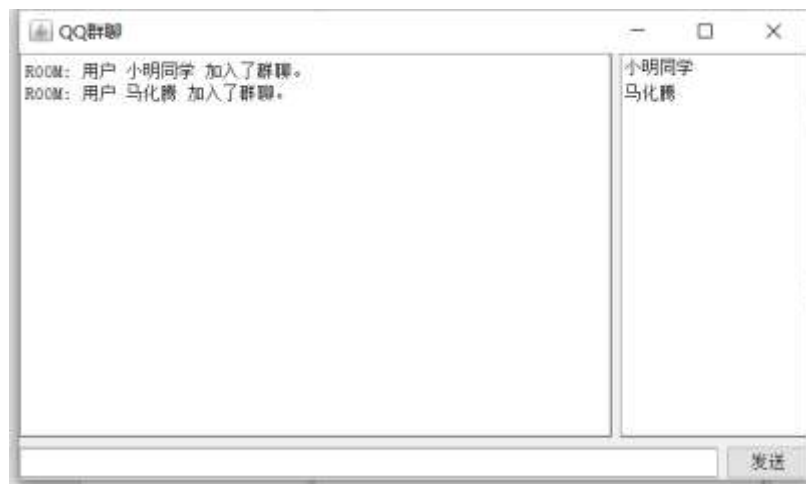 QQ群聊
ROOM: 用户 小明同学 加入了群聊。
ROOM: 用户 马化腾 加入了群聊。
小明同学
马化腾
发送